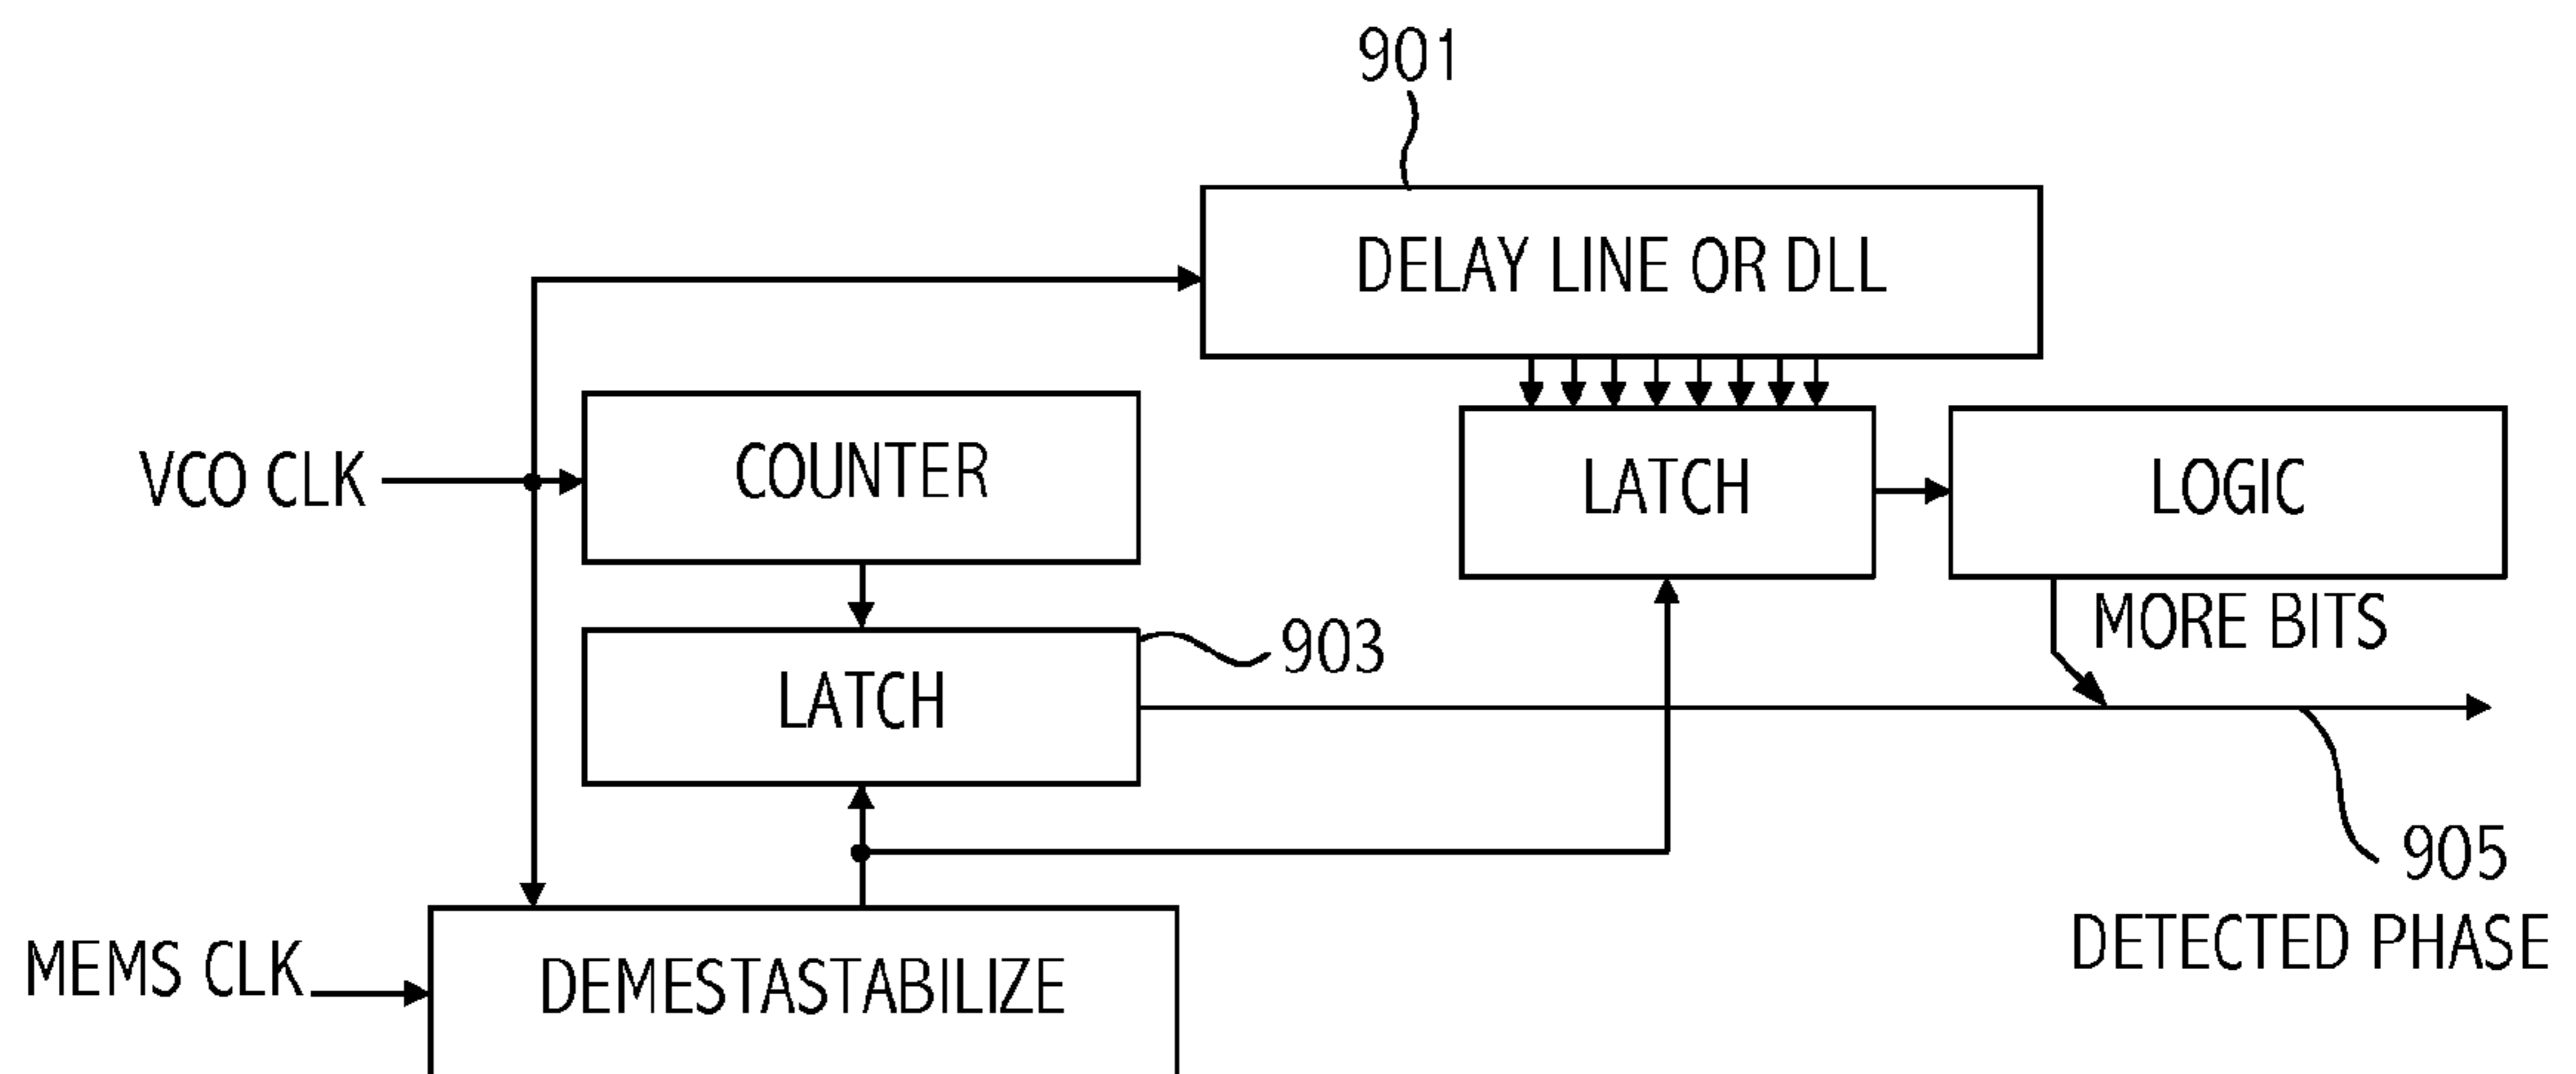 901
DELAY LINE OR DLL
VCO CLK
COUNTER
LATCH
LOGIC
MORE BITS
903
LATCH
905
DETECTED PHASE
MEMS CLK
DEMESTASTABILIZE